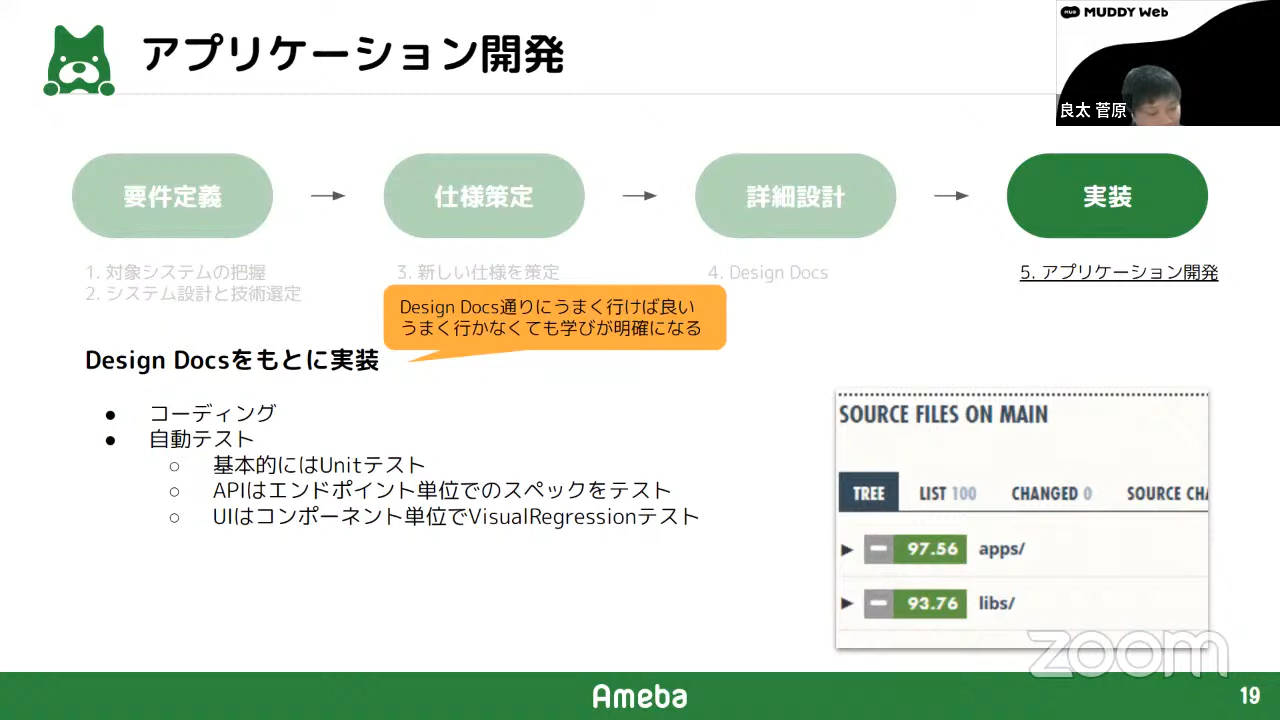 アプリケーション開発
MUD MUDDY Web
良太 菅原
要件定義
仕様策定
詳細設計
実装
1. 対象システムの把握
2. システム設計と技術選定
3. 新しい仕様を策定
4. Design Docs
5. アプリケーション開発
Design Docs通りにうまく行けば良い
うまく行かなくても学びが明確になる
Design Docsをもとに実装
● コーディング
● 自動テスト
○ 基本的にはUnitテスト
○ APIはエンドポイント単位でのスペックをテスト
○ UIはコンポーネント単位でVisualRegressionテスト
SOURCE FILES ON MAIN
TREE LIST 100 CHANGED 0 SOURCE CHA
97.56 apps/
93.76 libs/
zoom
Ameba
19